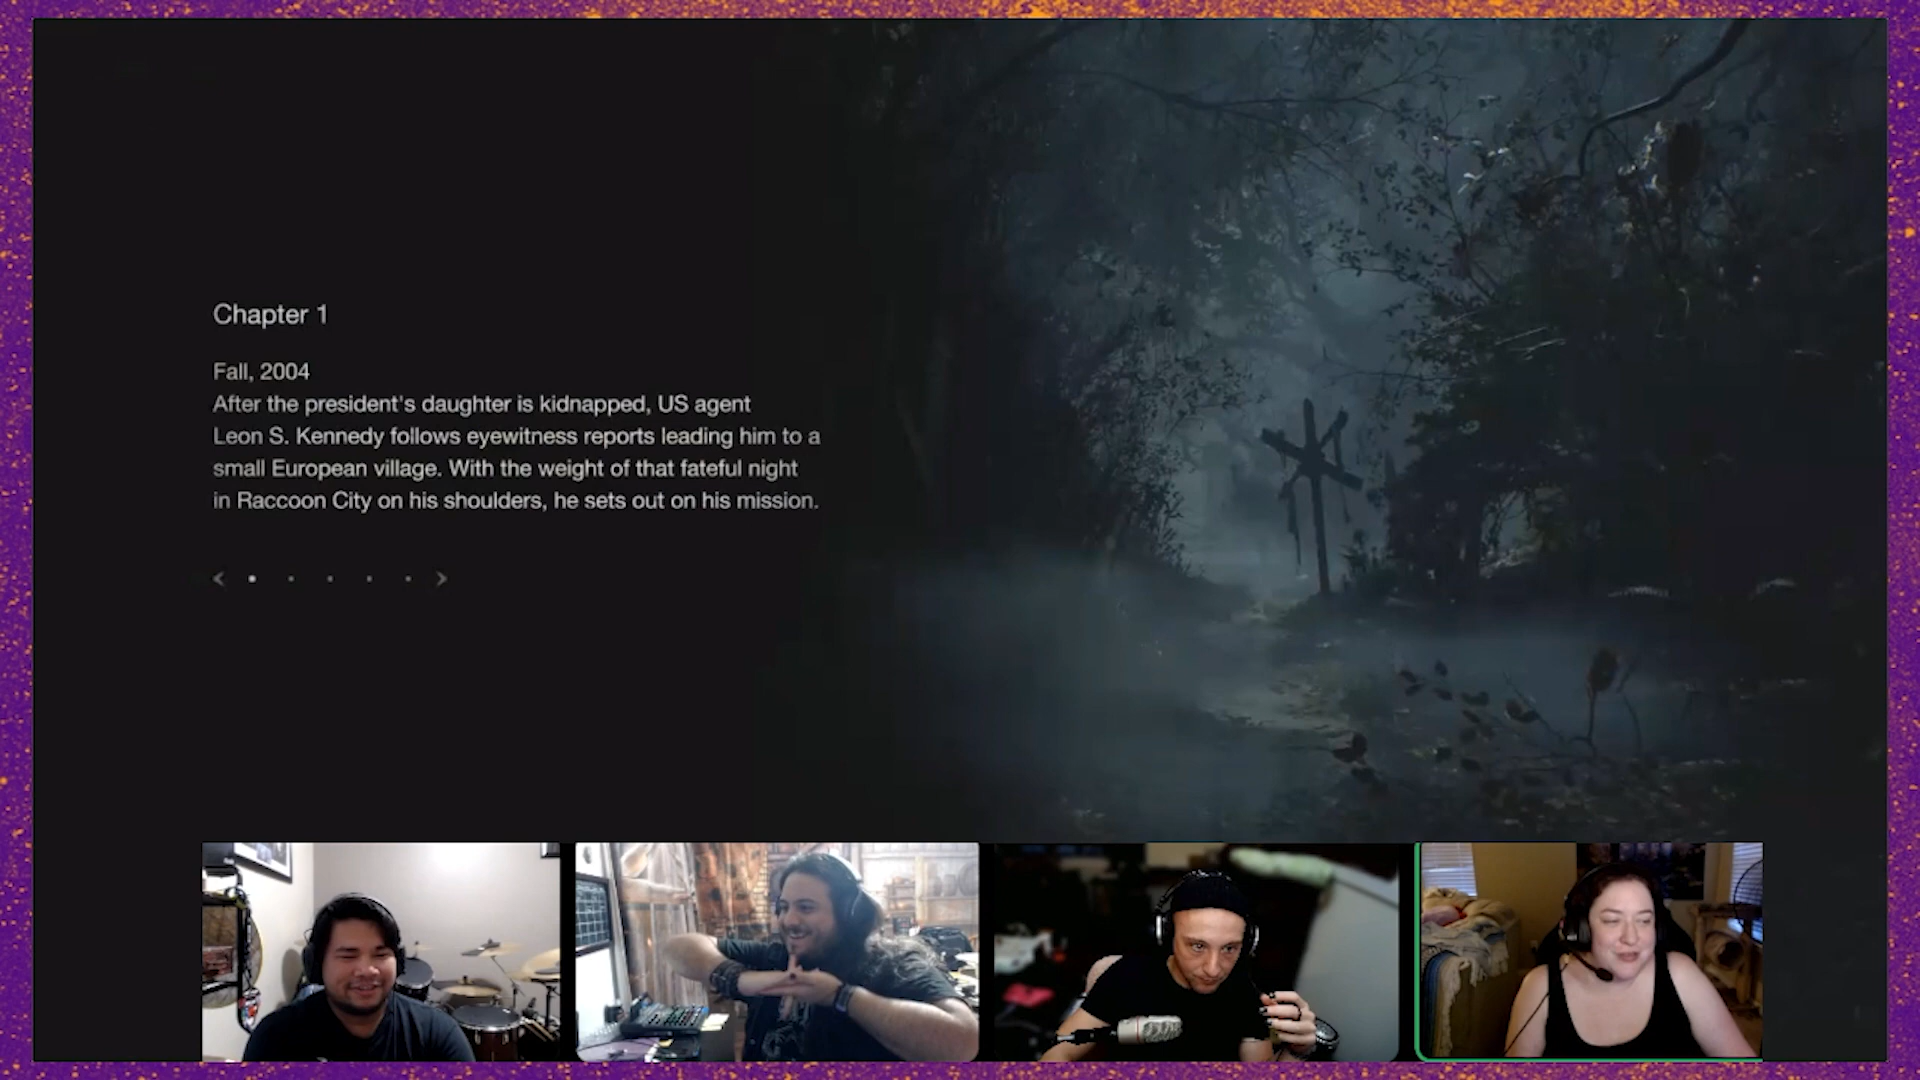 Chapter 1
Fall, 2004
After the president's daughter is kidnapped, US agent
Leon S. Kennedy follows eyewitness reports leading him to a
small European village. With the weight of that fateful night
in Raccoon City on his shoulders, he sets out on his mission.